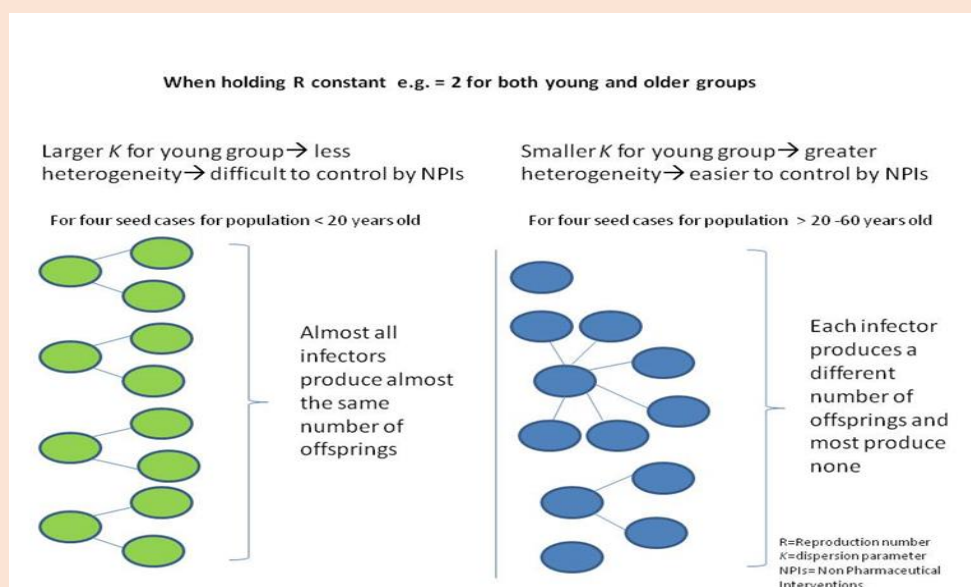 When holding R constant e.g. = 2 for both young and older groups
Larger K for young group→ less
heterogeneity→ difficult to control by NPIs
For four seed cases for population < 20 years old
Almost all
infectors
produce almost
the same
number of
offsprings
Smaller K for young group→ greater
heterogeneity→ easier to control by NPIs
For four seed cases for population > 20 -60 years old
Each infector
produces a
different
number of
offsprings and
most produce
none
R=Reproduction number
K=dispersion parameter
NPIs= Non Pharmaceutical
Interventions